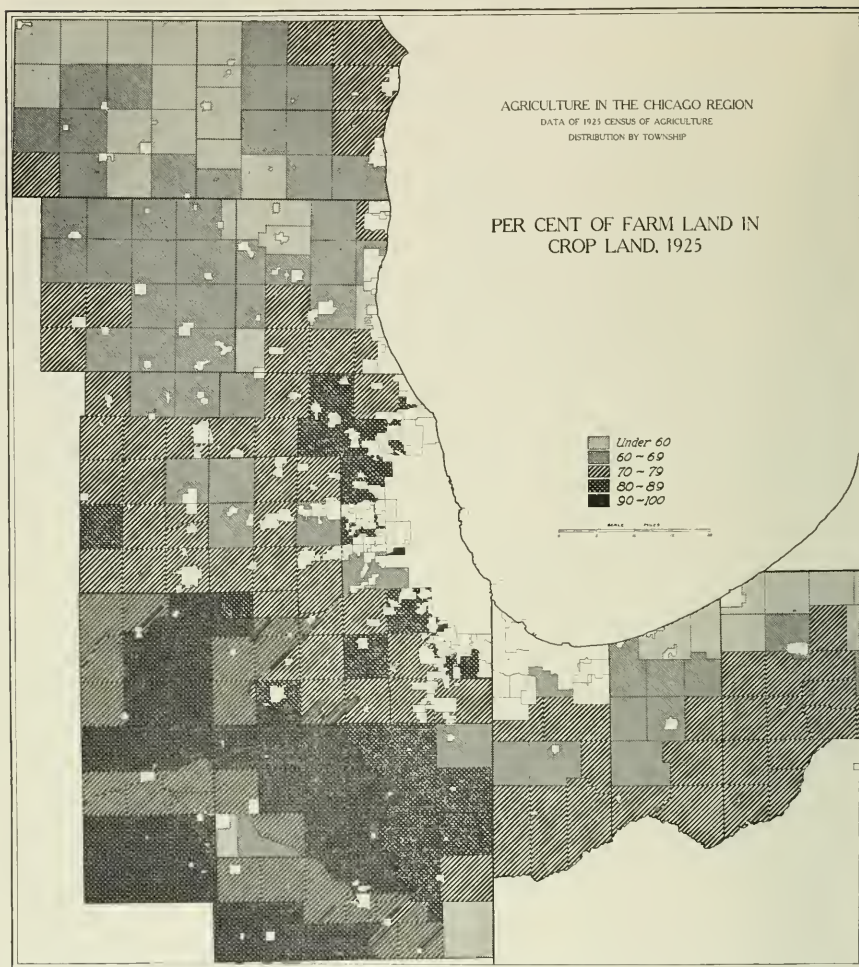 AGRICULTURE IN THE CHICAGO REGION
DATA OF 1925 CENSUS OF AGRICULTURE
DISTRIBUTION BY TOWNSHIP
PER CENT OF FARM LAND IN
CROP LAND, 1925
Under 60
60-69
70-79
80-89
90-100
SCALE MILES